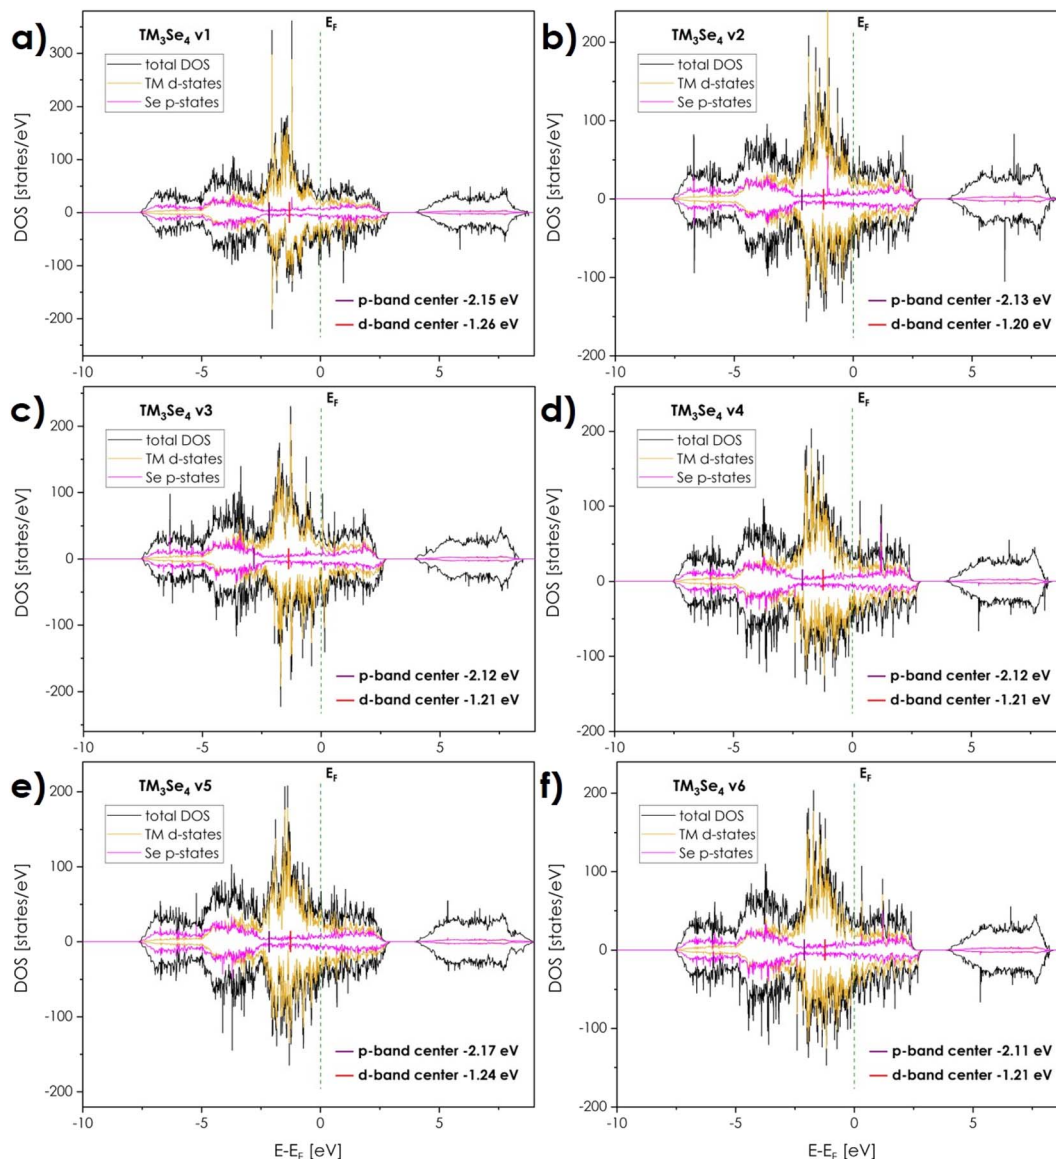 a)
TM₃Se₄ v1
E_F
total DOS
TM d-states
Se p-states
DOS [states/eV]
300
200
100
0
-100
-200
p-band center -2.15 eV
d-band center -1.26 eV
-10
-5
0
5
b)
TM₃Se₄ v2
E_F
total DOS
TM d-states
Se p-states
DOS [states/eV]
200
100
0
-100
-200
p-band center -2.13 eV
d-band center -1.20 eV
-10
-5
0
5
c)
TM₃Se₄ v3
E_F
total DOS
TM d-states
Se p-states
DOS [states/eV]
200
100
0
-100
-200
p-band center -2.12 eV
d-band center -1.21 eV
-10
-5
0
5
d)
TM₃Se₄ v4
E_F
total DOS
TM d-states
Se p-states
DOS [states/eV]
200
100
0
-100
-200
p-band center -2.12 eV
d-band center -1.21 eV
-10
-5
0
5
e)
TM₃Se₄ v5
E_F
total DOS
TM d-states
Se p-states
DOS [states/eV]
200
100
0
-100
-200
p-band center -2.17 eV
d-band center -1.24 eV
-10
-5
0
5
E-E_F [eV]
f)
TM₃Se₄ v6
E_F
total DOS
TM d-states
Se p-states
DOS [states/eV]
200
100
0
-100
-200
p-band center -2.11 eV
d-band center -1.21 eV
-10
-5
0
5
E-E_F [eV]